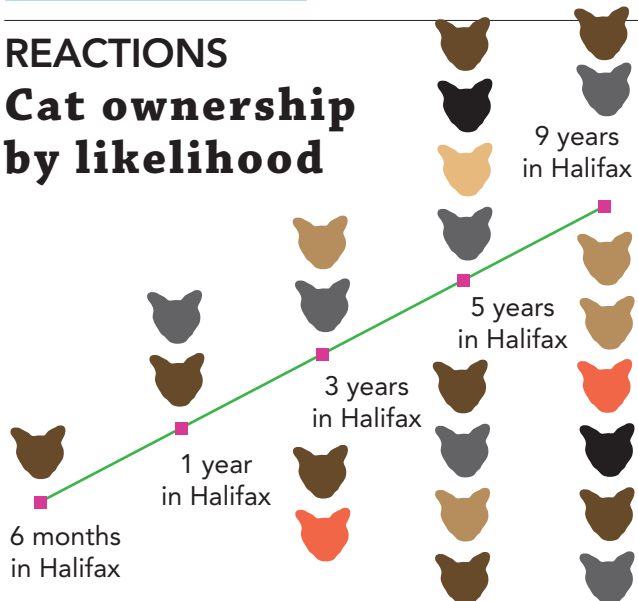 REACTIONS
Cat ownership
by likelihood
9 years
in Halifax
5 years
in Halifax
3 years
in Halifax
1 year
in Halifax
6 months
in Halifax